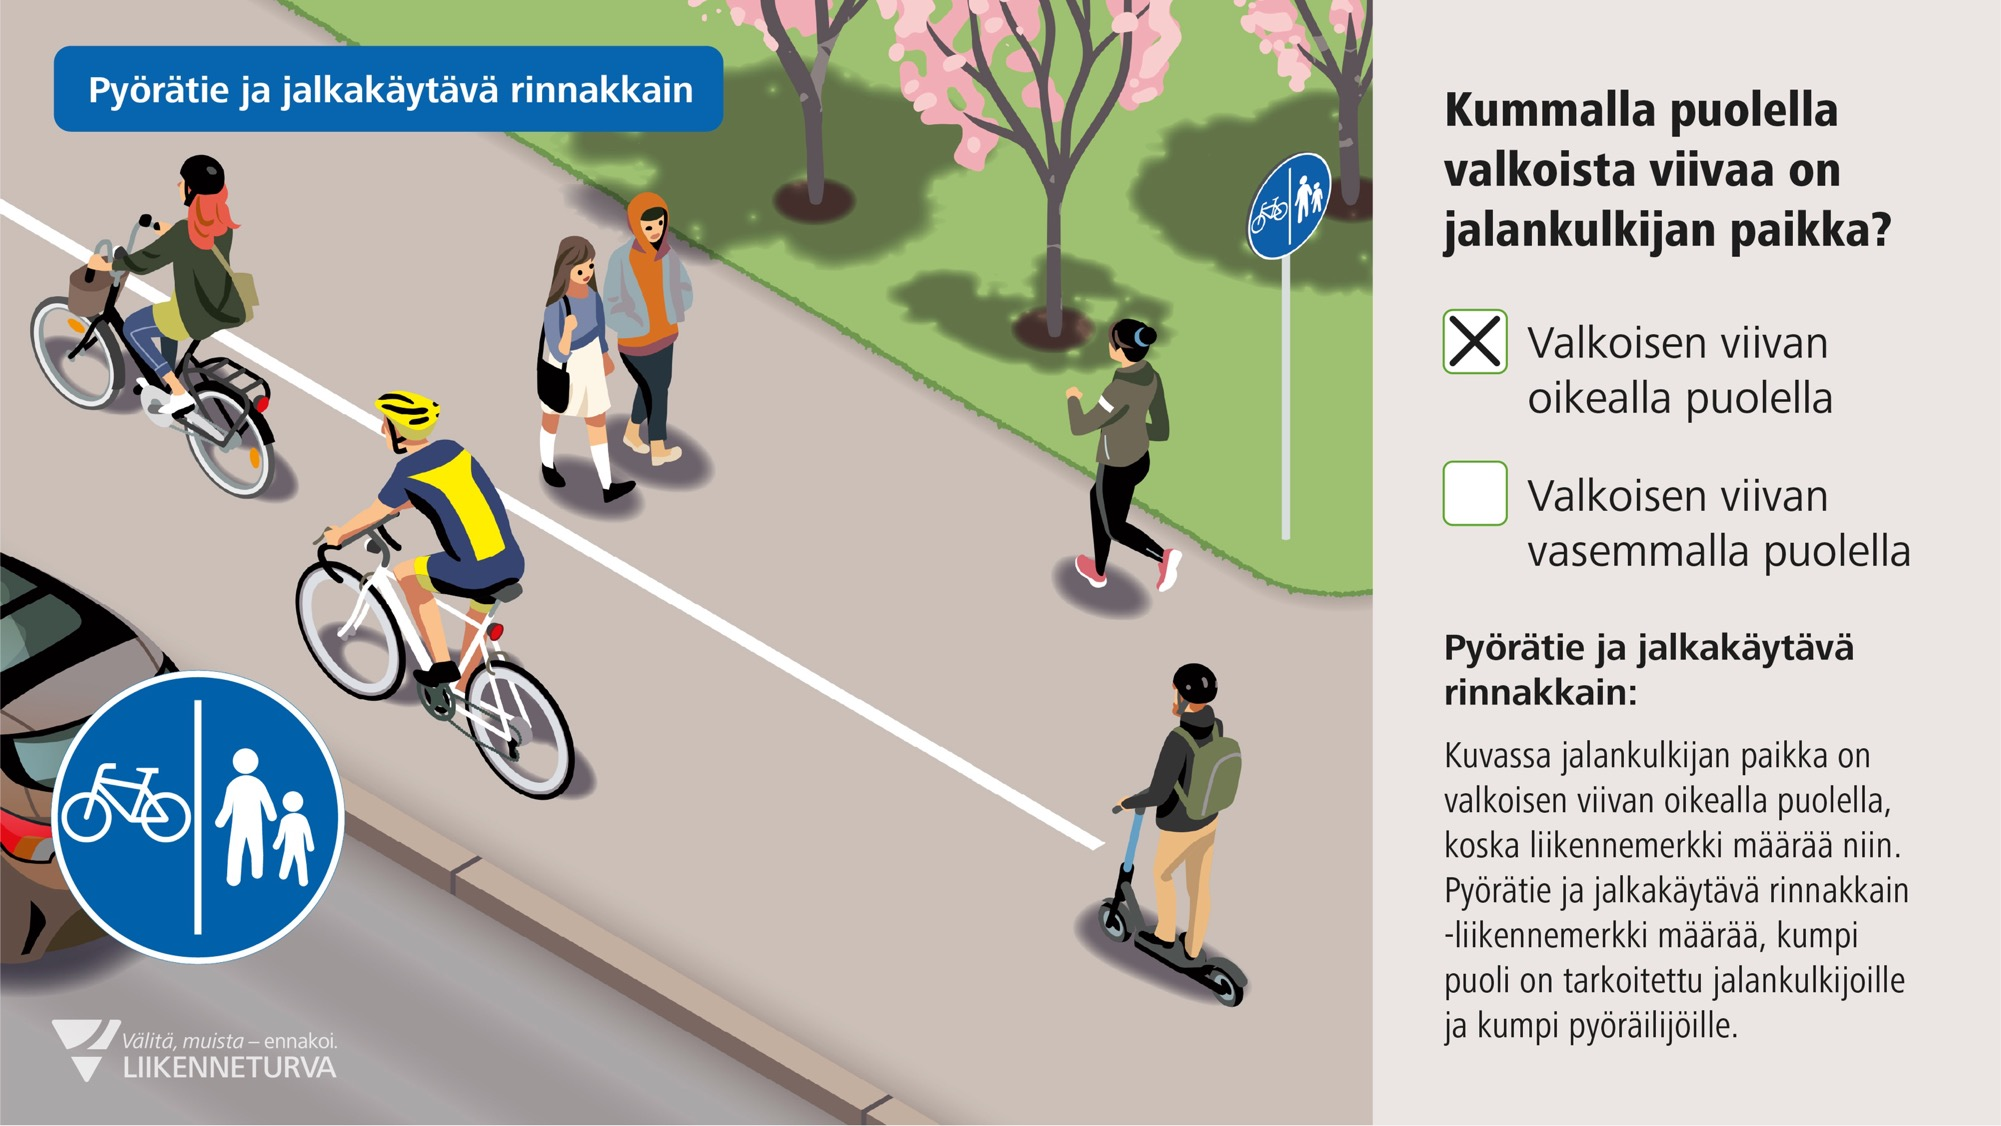 Pyörätie ja jalkakäytävä rinnakkain
Kummalla puolella
valkoista viivaa on
jalankulkijan paikka?
Valkoisen viivan
oikealla puolella
Valkoisen viivan
vasemmalla puolella
Pyörätie ja jalkakäytävä
rinnakkain:
Kuvassa jalankulkijan paikka on
valkoisen viivan oikealla puolella,
koska liikennemerkki määrää niin.
Pyörätie ja jalkakäytävä rinnakkain
-liikennemerkki määrää, kumpi
puoli on tarkoitettu jalankulkijoille
ja kumpi pyöräilijöille.
Välitä, muista – ennakoi.
LIIKENNETURVA